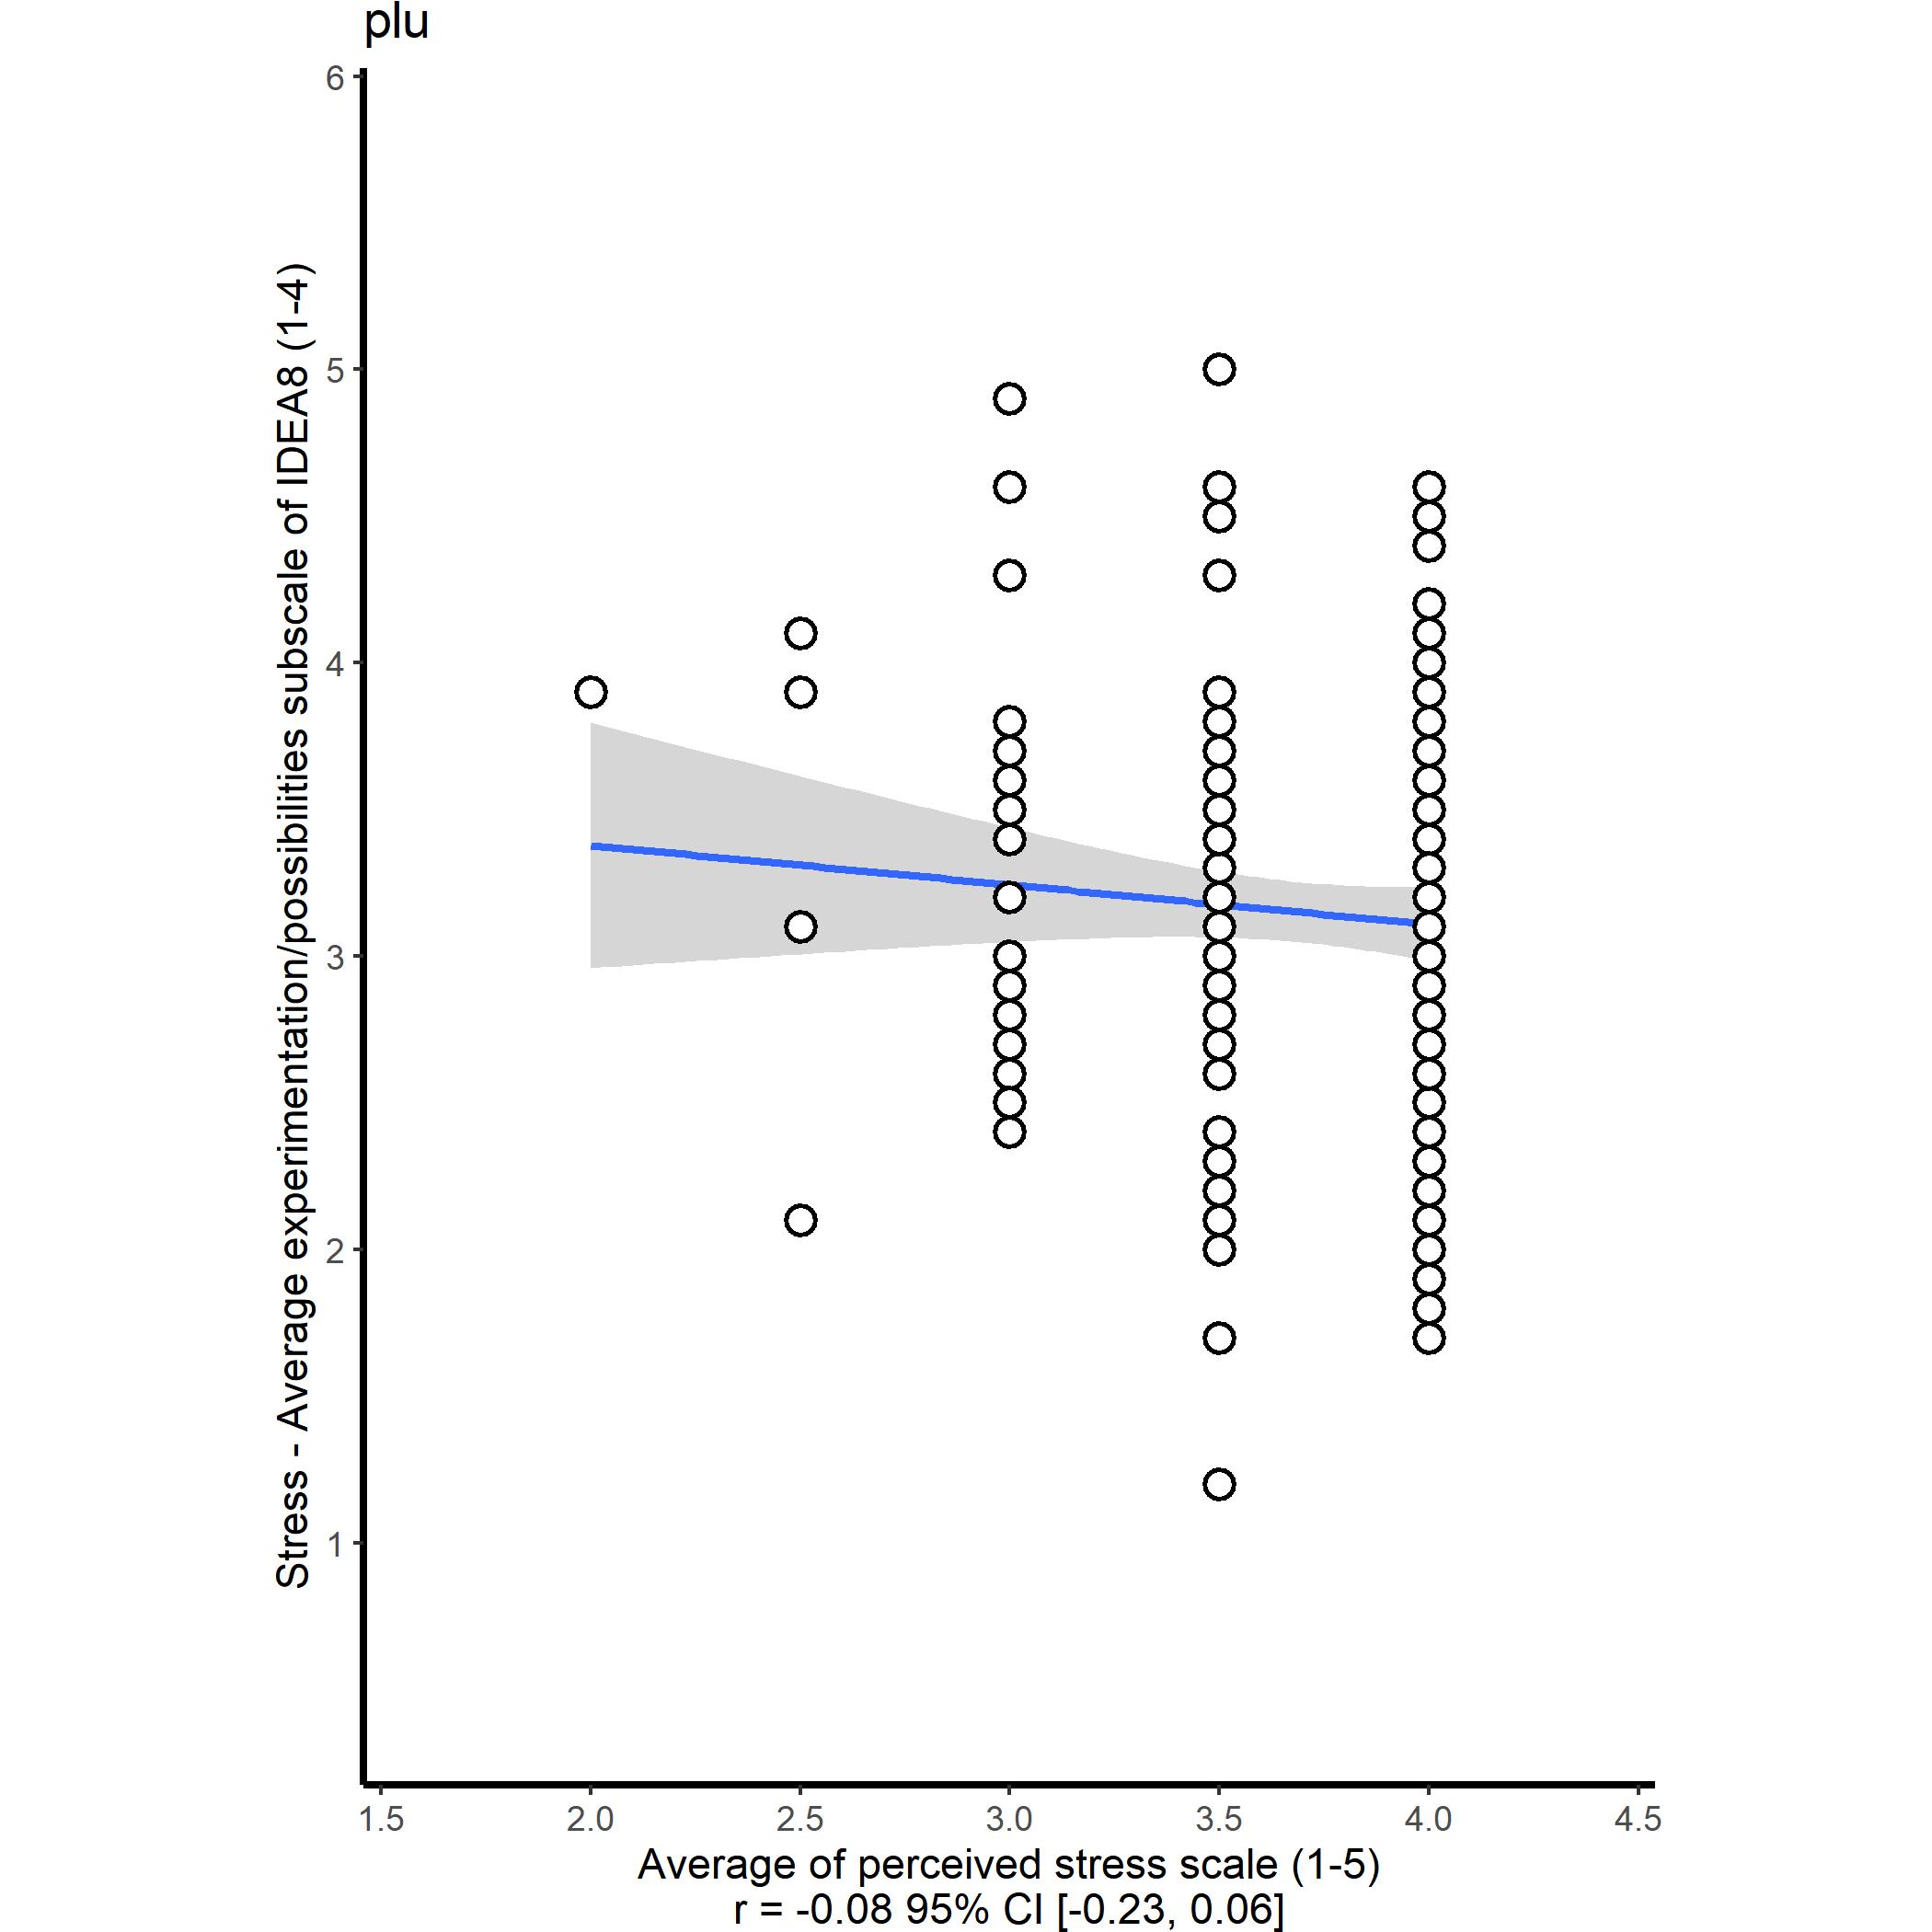 plu
6
5
4
3
2
1
Stress - Average experimentation/possibilities subscale of IDEA8 (1-4)
1.5 2.0 2.5 3.0 3.5 4.0 4.5
Average of perceived stress scale (1-5)
r = -0.08 95% CI [-0.23, 0.06]